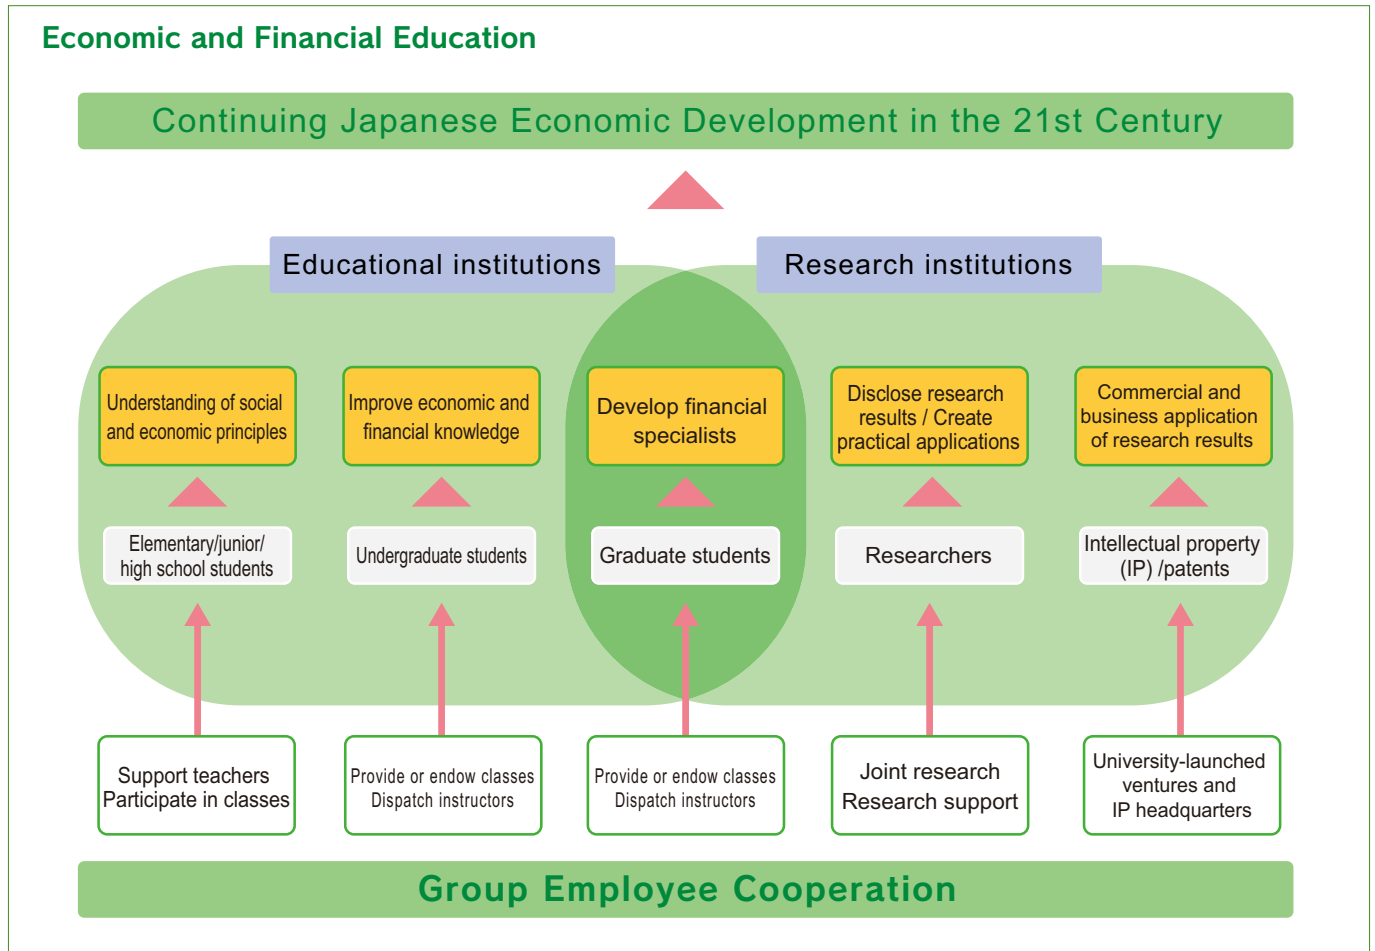 Economic and Financial Education
Continuing Japanese Economic Development in the 21st Century
Educational institutions
Research institutions
Understanding of social
and economic principles
Improve economic and
financial knowledge
Develop financial
specialists
Disclose research
results / Create
practical applications
Commercial and
business application
of research results
Elementary/junior/
high school students
Undergraduate students
Graduate students
Researchers
Intellectual property
(IP) /patents
Support teachers
Participate in classes
Provide or endow classes
Dispatch instructors
Provide or endow classes
Dispatch instructors
Joint research
Research support
University-launched
ventures and
IP headquarters
Group Employee Cooperation